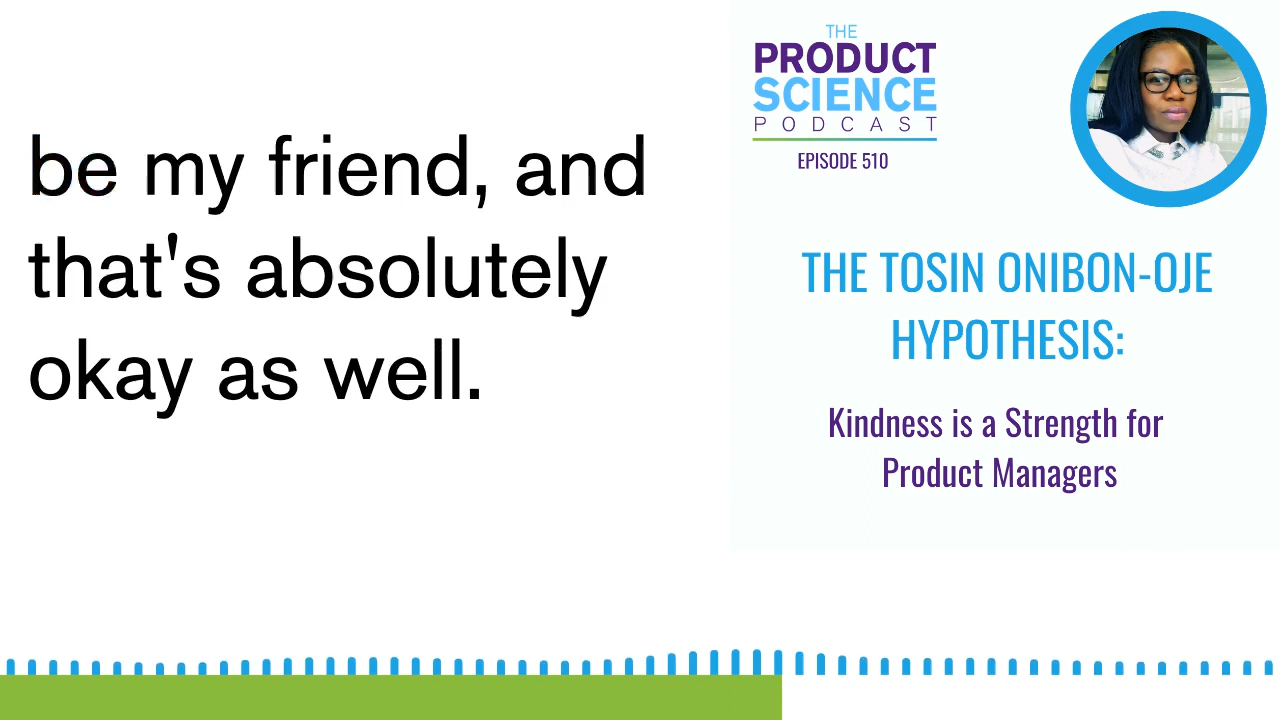 be my friend, and
that's absolutely
okay as well.
THE
PRODUCT
SCIENCE
PODCAST
EPISODE 510
THE TOSIN ONIBON-OJE
HYPOTHESIS:
Kindness is a Strength for
Product Managers